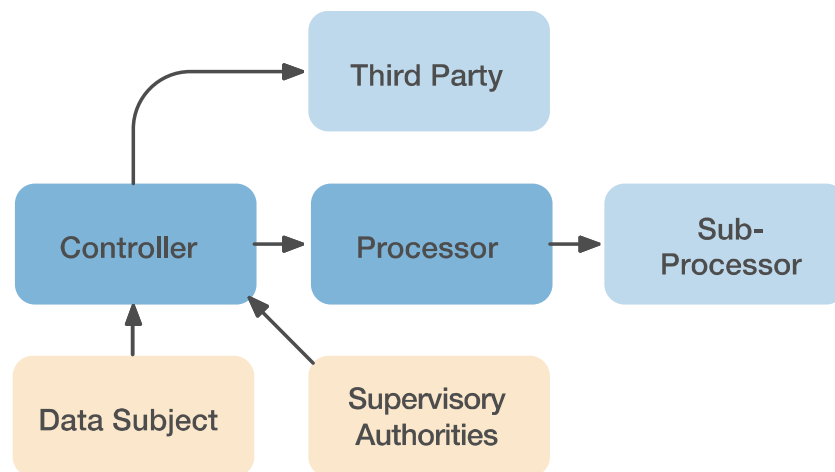 Third Party
Controller
Processor
Sub-
Processor
Data Subject
Supervisory
Authorities